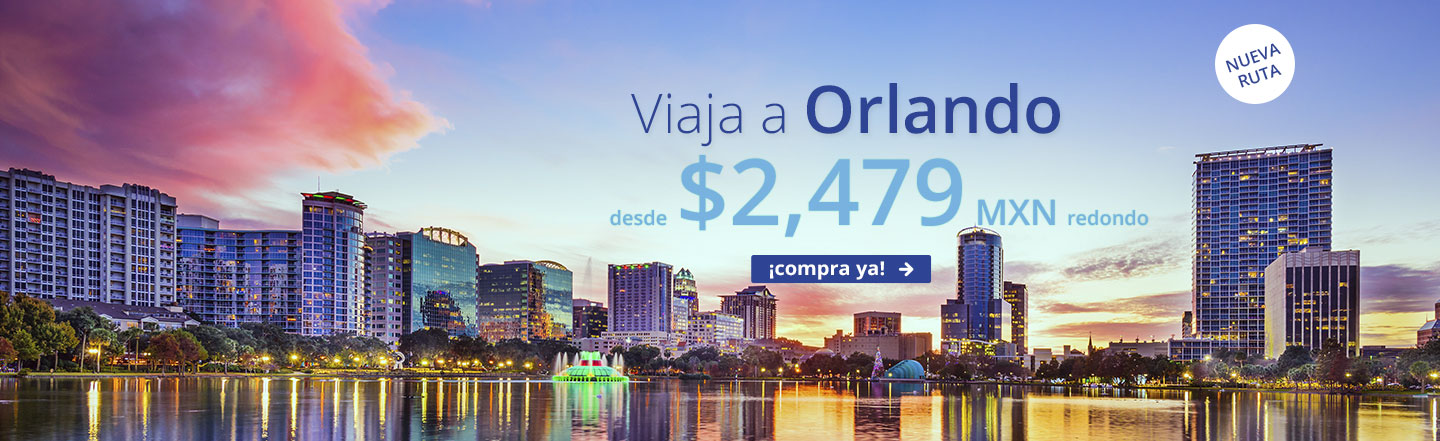 NUEVA
RUTA
Viaja a Orlando
desde $2,479 MXN redondo
¡compra ya! →